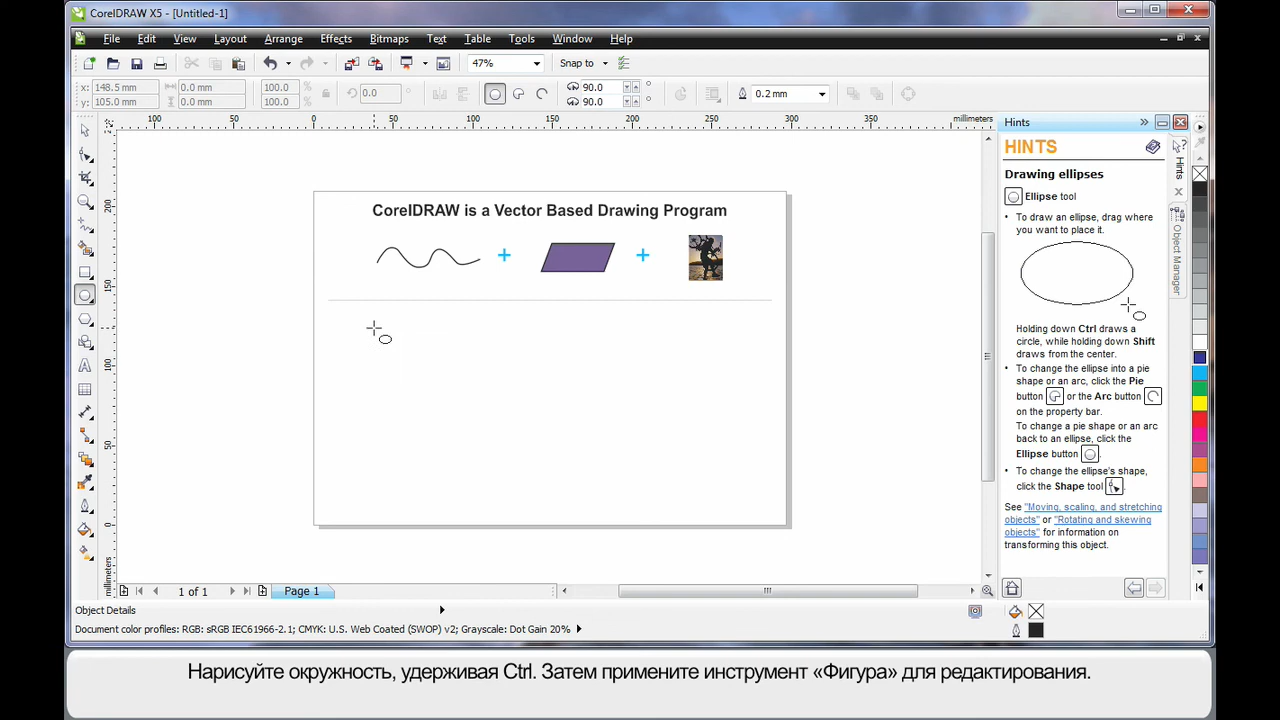 CorelDRAW X5 - [Untitled-1]
File Edit View Layout Arrange Effects Bitmaps Text Table Tools Window Help
47% Snap to
x: 148.5 mm 0.0 mm 100.0 % 0.0 ° 90.0 ° 0.2 mm
y: 105.0 mm 0.0 mm 100.0 % 90.0
100 50 0 50 100 150 200 250 300 350 millimeters
200
150
100
50
0
millimeters
CorelDRAW is a Vector Based Drawing Program
+ +
Hints
HINTS
Drawing ellipses
Ellipse tool
• To draw an ellipse, drag where
you want to place it.
Holding down Ctrl draws a
circle, while holding down Shift
draws from the center.
• To change the ellipse into a pie
shape or an arc, click the Pie
button or the Arc button
on the property bar.
To change a pie shape or an arc
back to an ellipse, click the
Ellipse button .
• To change the ellipse's shape,
click the Shape tool .
See "Moving, scaling, and stretching
objects" or "Rotating and skewing
objects" for information on
transforming this object.
Hints
Object Manager
1 of 1 Page 1
Object Details
Document color profiles: RGB: sRGB IEC61966-2.1; CMYK: U.S. Web Coated (SWOP) v2; Grayscale: Dot Gain 20%
Нарисуйте окружность, удерживая Ctrl. Затем примените инструмент «Фигура» для редактирования.